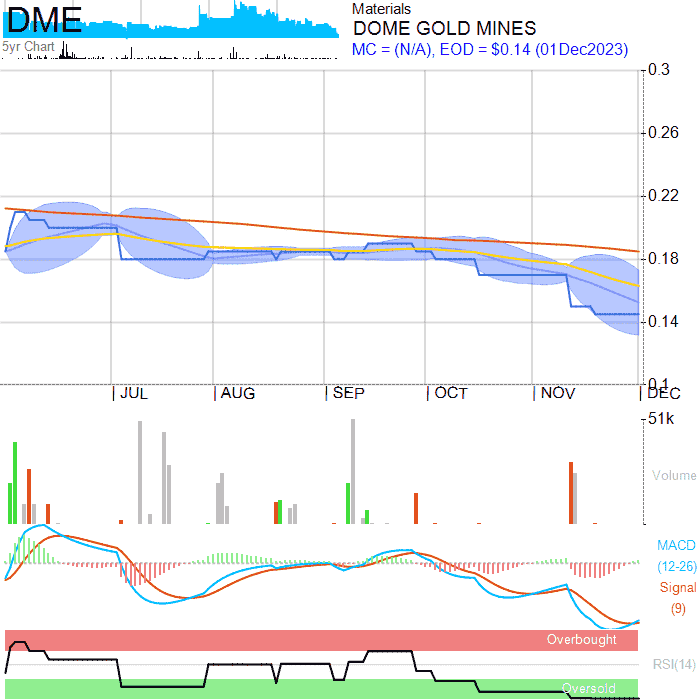 DME
5yr Chart
Materials
DOME GOLD MINES
MC = (N/A), EOD = $0.14 (01Dec2023)
0.3
0.26
0.22
0.18
0.14
0.1
JUL
AUG
SEP
OCT
NOV
DEC
51k
Volume
MACD
(12-26)
Signal
(9)
Overbought
RSI(14)
Oversold